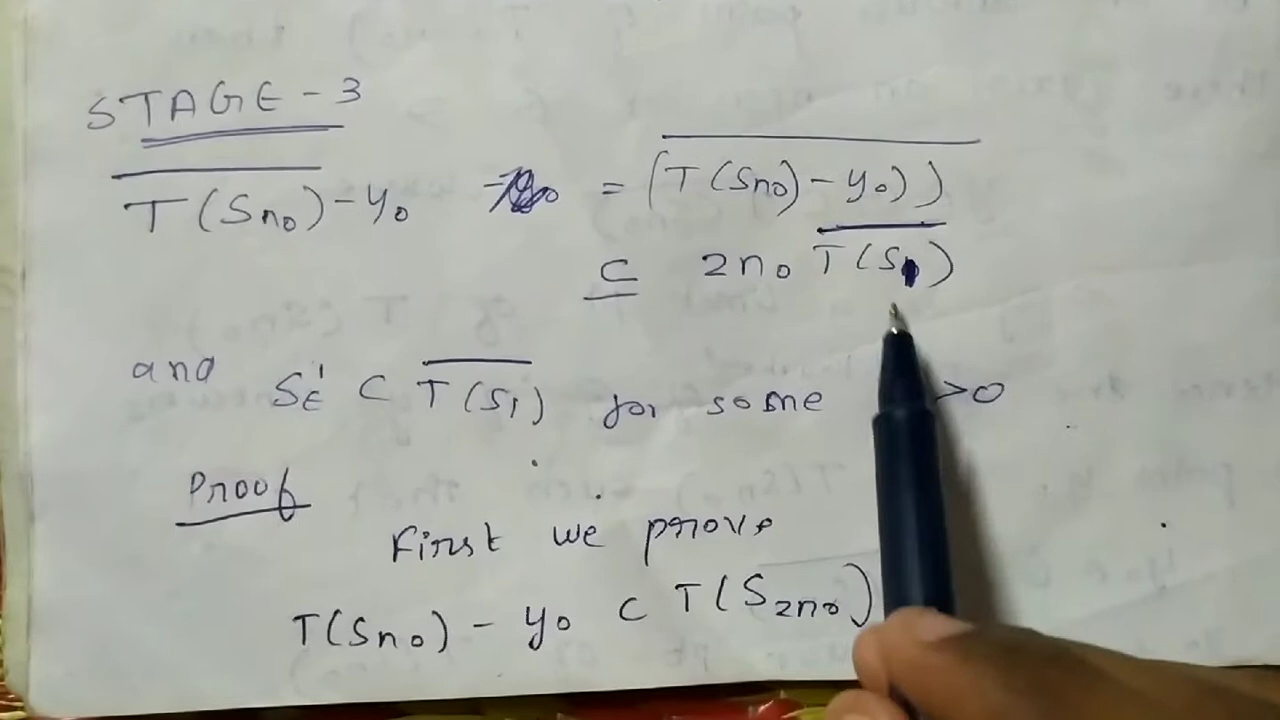 STAGE-3
T(Sn₀)-y₀ = (T(Sn₀)-y₀))
⊆ 2n₀ T(S₁)
and Sϵ' ⊂ T(S₁) for some >0
Proof
First we prove
T(Sn₀) - y₀ ⊂ T(S₂n₀)